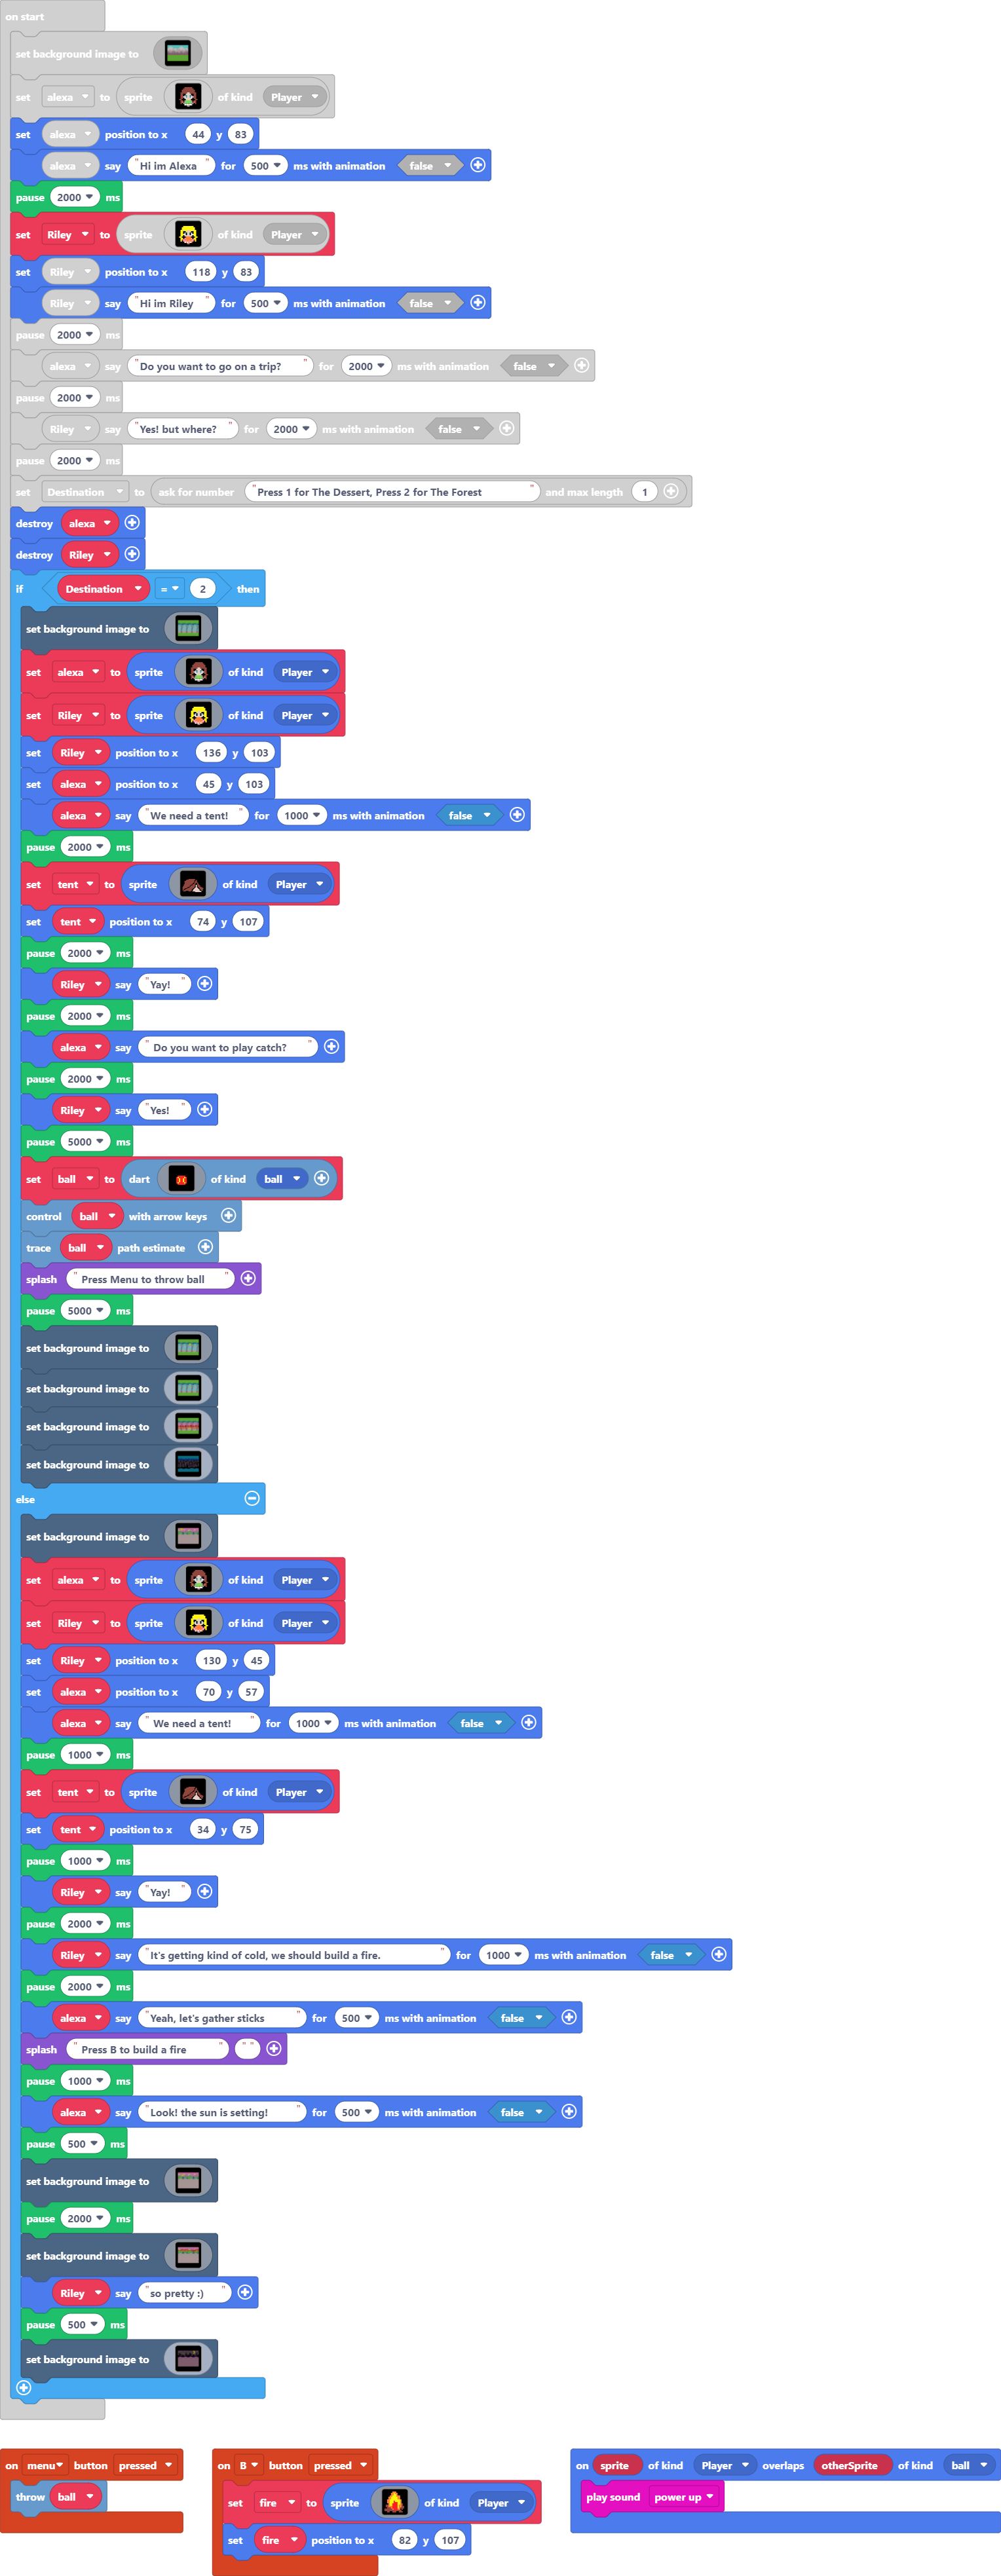 on start
set background image to
set alexa to sprite of kind Player
set alexa position to x 44 y 83
alexa say "Hi im Alexa " for 500 ms with animation false
pause 2000 ms
set Riley to sprite of kind Player
set Riley position to x 118 y 83
Riley say "Hi im Riley " for 500 ms with animation false
pause 2000 ms
alexa say "Do you want to go on a trip? " for 2000 ms with animation false
pause 2000 ms
Riley say "Yes! but where? " for 2000 ms with animation false
pause 2000 ms
set Destination to ask for number "Press 1 for The Dessert, Press 2 for The Forest " and max length 1
destroy alexa
destroy Riley
if Destination = 2 then
set background image to
set alexa to sprite of kind Player
set Riley to sprite of kind Player
set Riley position to x 136 y 103
set alexa position to x 45 y 103
alexa say "We need a tent! " for 1000 ms with animation false
pause 2000 ms
set tent to sprite of kind Player
set tent position to x 74 y 107
pause 2000 ms
Riley say "Yay! "
pause 2000 ms
alexa say " Do you want to play catch? "
pause 2000 ms
Riley say "Yes! "
pause 5000 ms
set ball to dart of kind ball
control ball with arrow keys
trace ball path estimate
splash " Press Menu to throw ball "
pause 5000 ms
set background image to
set background image to
set background image to
set background image to
else
set background image to
set alexa to sprite of kind Player
set Riley to sprite of kind Player
set Riley position to x 130 y 45
set alexa position to x 70 y 57
alexa say " We need a tent! " for 1000 ms with animation false
pause 1000 ms
set tent to sprite of kind Player
set tent position to x 34 y 75
pause 1000 ms
Riley say "Yay! "
pause 2000 ms
Riley say "It's getting kind of cold, we should build a fire. " for 1000 ms with animation false
pause 2000 ms
alexa say "Yeah, let's gather sticks " for 500 ms with animation false
splash " Press B to build a fire " " "
pause 1000 ms
alexa say "Look! the sun is setting! " for 500 ms with animation false
pause 500 ms
set background image to
pause 2000 ms
set background image to
Riley say "so pretty :) "
pause 500 ms
set background image to
on menu button pressed
throw ball
on B button pressed
set fire to sprite of kind Player
set fire position to x 82 y 107
on sprite of kind Player overlaps otherSprite of kind ball
play sound power up